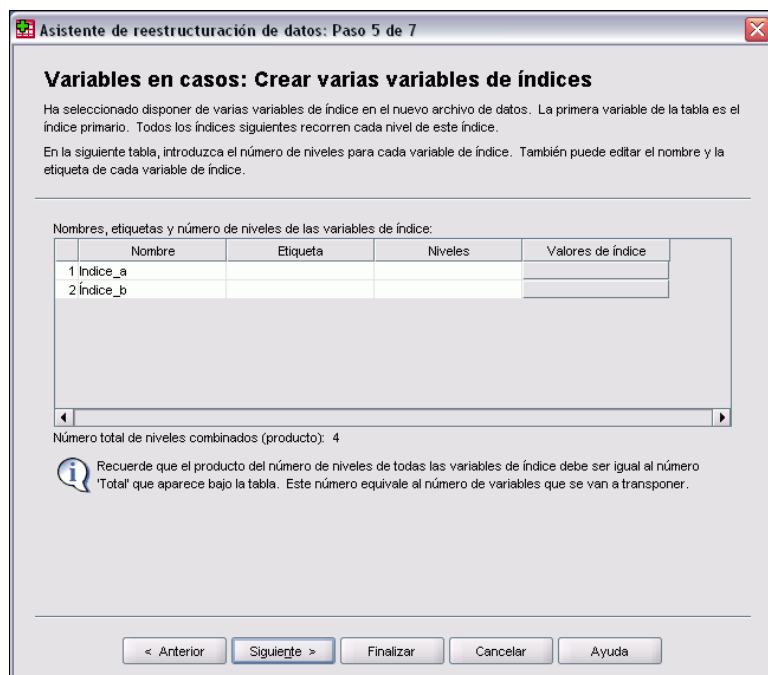 Asistente de reestructuración de datos: Paso 5 de 7
Variables en casos: Crear varias variables de índices
Ha seleccionado disponer de varias variables de índice en el nuevo archivo de datos. La primera variable de la tabla es el
índice primario. Todos los índices siguientes recorren cada nivel de este índice.
En la siguiente tabla, introduzca el número de niveles para cada variable de índice. También puede editar el nombre y la
etiqueta de cada variable de índice.
Nombres, etiquetas y número de niveles de las variables de índice:
Nombre Etiqueta Niveles Valores de índice
1 Indice_a
2 Índice_b
Número total de niveles combinados (producto): 4
Recuerde que el producto del número de niveles de todas las variables de índice debe ser igual al número
'Total' que aparece bajo la tabla. Este número equivale al número de variables que se van a transponer.
< Anterior Siguiente > Finalizar Cancelar Ayuda